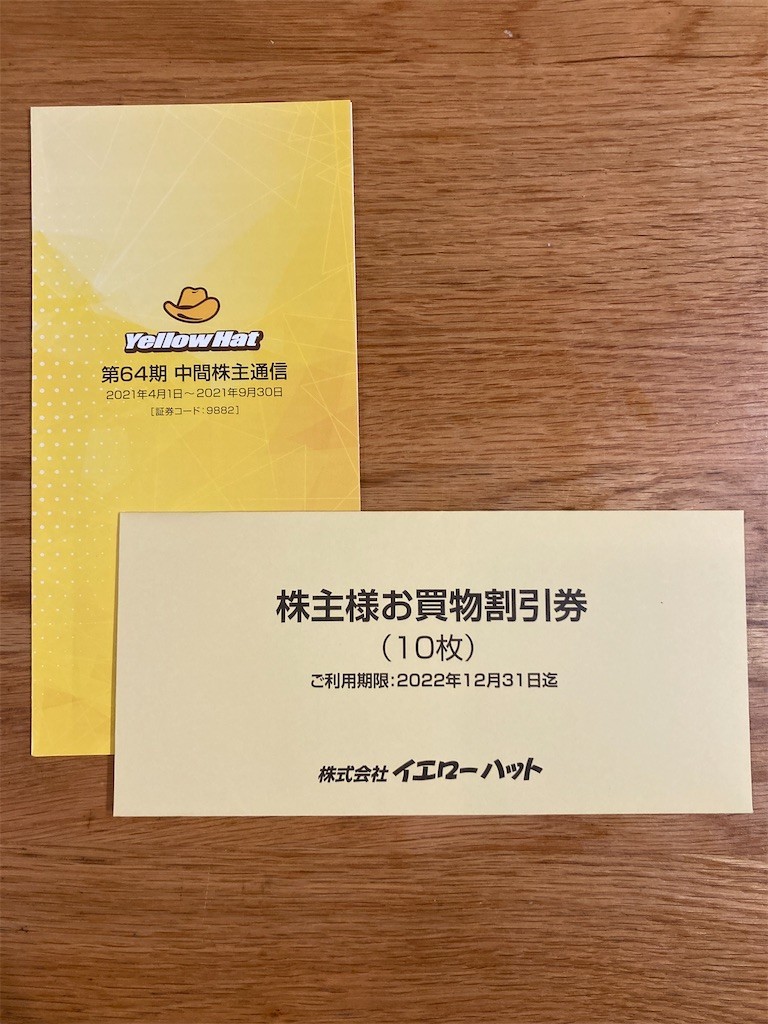 Yellow Hat
第64期 中間株主通信
2021年4月1日～2021年9月30日
［証券コード：9882］
株主様お買物割引券
（10枚）
ご利用期限：2022年12月31日迄
株式会社 イエローハット